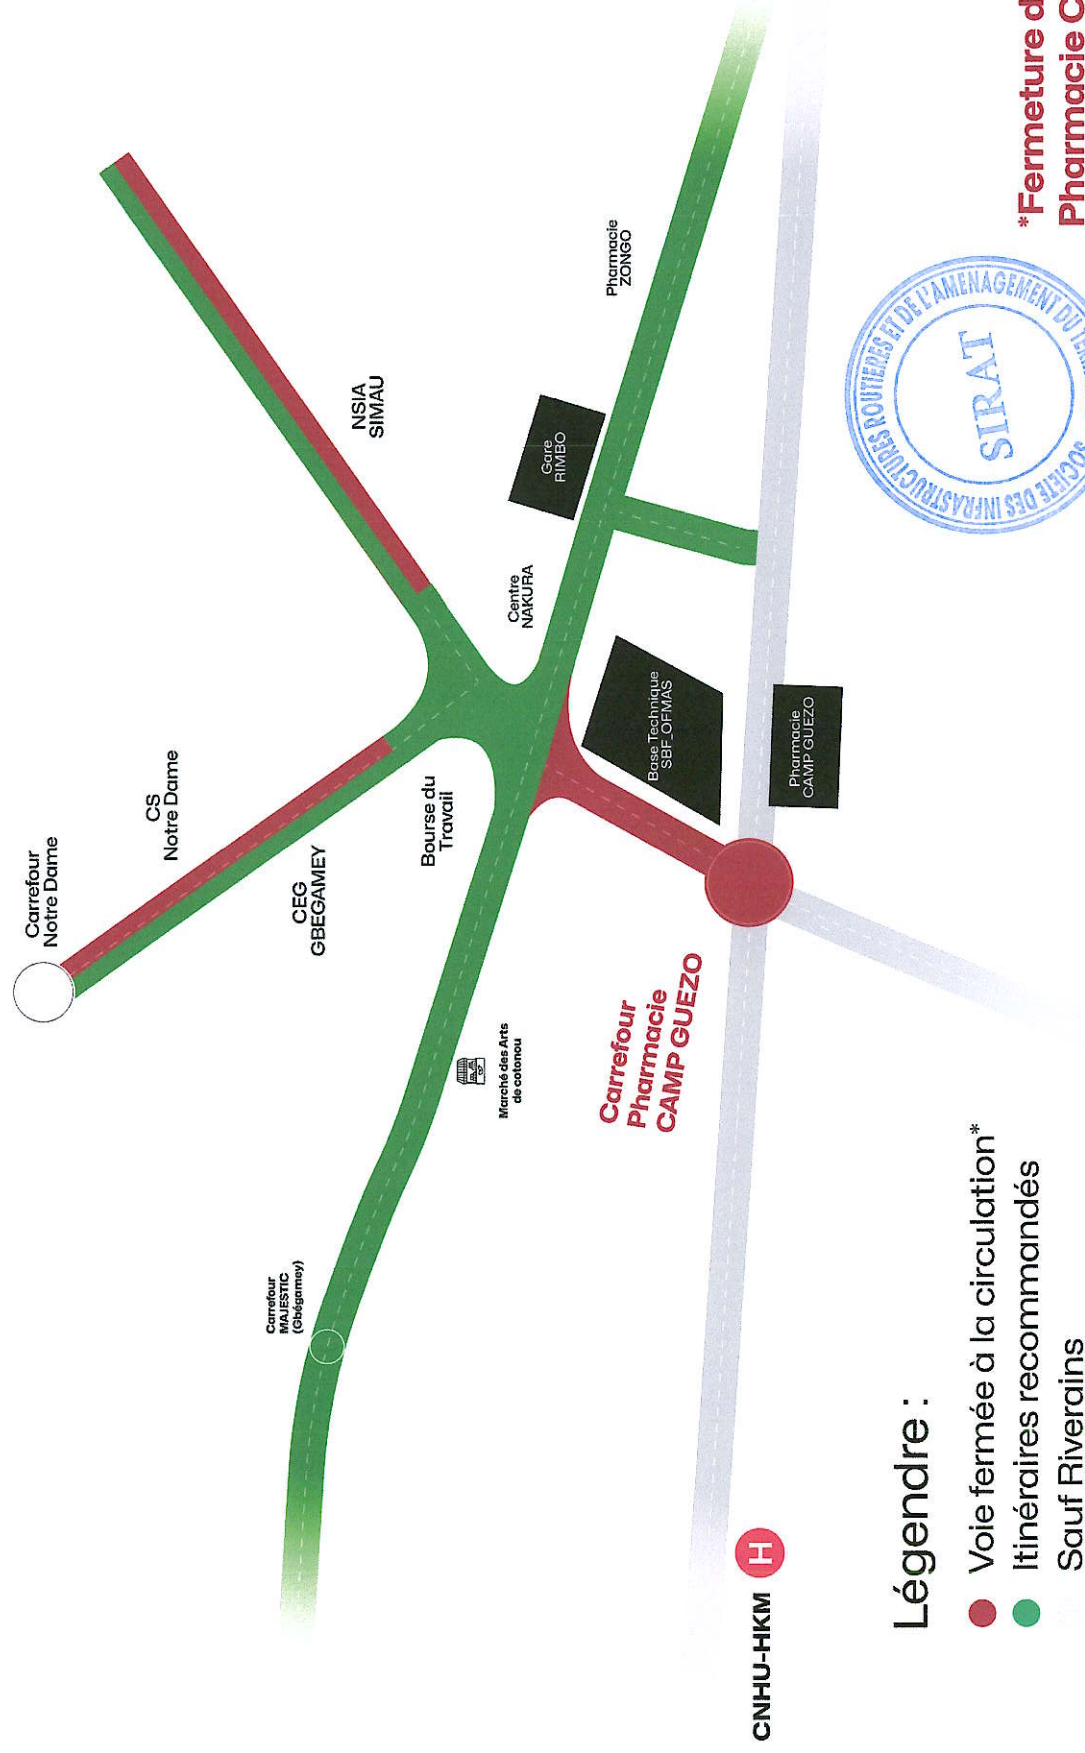 Carrefour
Notre Dame
CS
Notre Dame
CEG
GBEGAMEY
NSIA
SIMAU
Bourse du
Travail
Centre
NAKURA
Gare
RIMBO
Pharmacie
ZONGO
Carrefour
MAJESTIC
(Gbégamey)
Marché des Arts
de cotonou
Base Technique
SBF_OFMAS
Carrefour
Pharmacie
CAMP GUEZO
Pharmacie
CAMP GUEZO
CNHU-HKM
H
Légendre :
Voie fermée à la circulation*
Itinéraires recommandés
Sauf Riverains
*Fermeture
Pharmacie
SOCIETE DES INFRASTRUCTURES ROUTIERES ET DE L'AMENAGEMENT DU
SIRAT